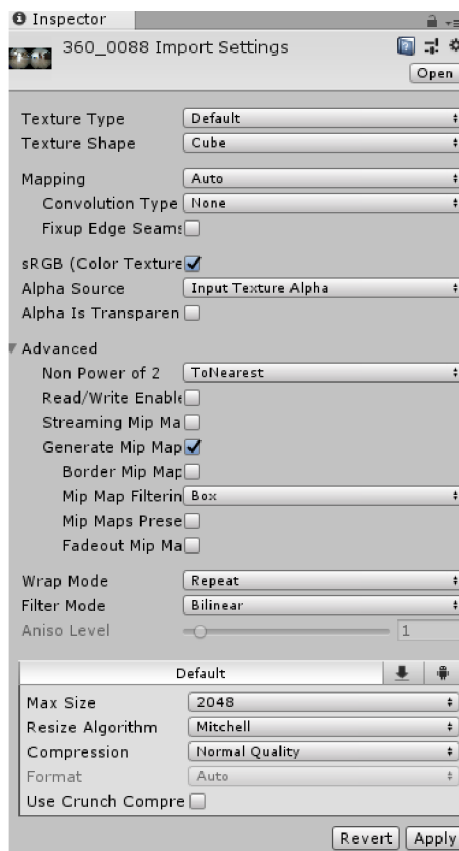 Inspector
360_0088 Import Settings
Open
Texture Type Default
Texture Shape Cube
Mapping Auto
Convolution Type None
Fixup Edge Seams
sRGB (Color Texture
Alpha Source Input Texture Alpha
Alpha Is Transparen
Advanced
Non Power of 2 ToNearest
Read/Write Enable
Streaming Mip Ma
Generate Mip Map
Border Mip Map
Mip Map Filterin Box
Mip Maps Prese
Fadeout Mip Ma
Wrap Mode Repeat
Filter Mode Bilinear
Aniso Level 1
Default
Max Size 2048
Resize Algorithm Mitchell
Compression Normal Quality
Format Auto
Use Crunch Compre
Revert Apply